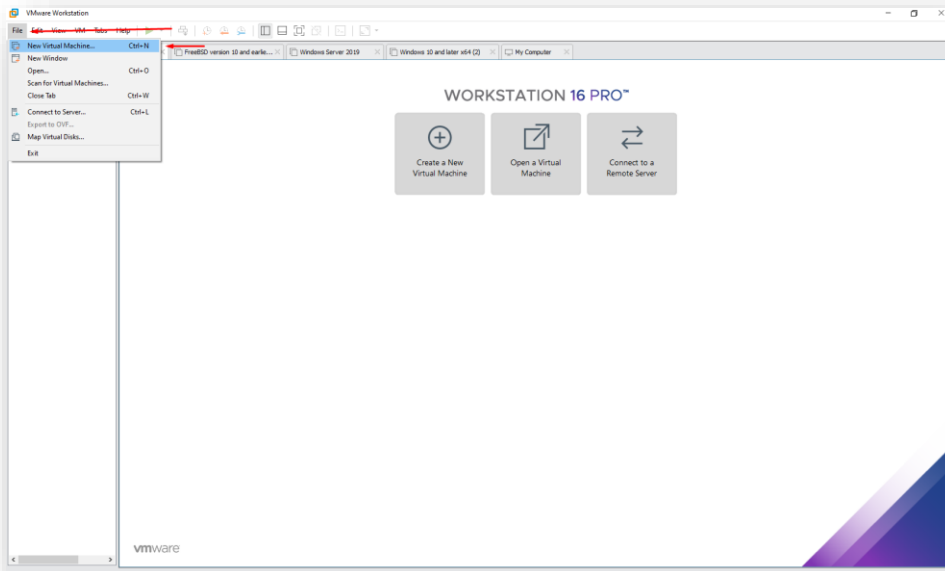 VMware Workstation
File Edit View VM Tabs Help
New Virtual Machine... Ctrl+N
New Window
Open... Ctrl+O
Scan for Virtual Machines...
Close Tab Ctrl+W
Connect to Server... Ctrl+L
Export to OVF...
Map Virtual Disks...
Exit
FreeBSD version 10 and earlie... Windows Server 2019 Windows 10 and later x64 (2) My Computer
WORKSTATION 16 PRO™
Create a New
Virtual Machine
Open a Virtual
Machine
Connect to a
Remote Server
vmware